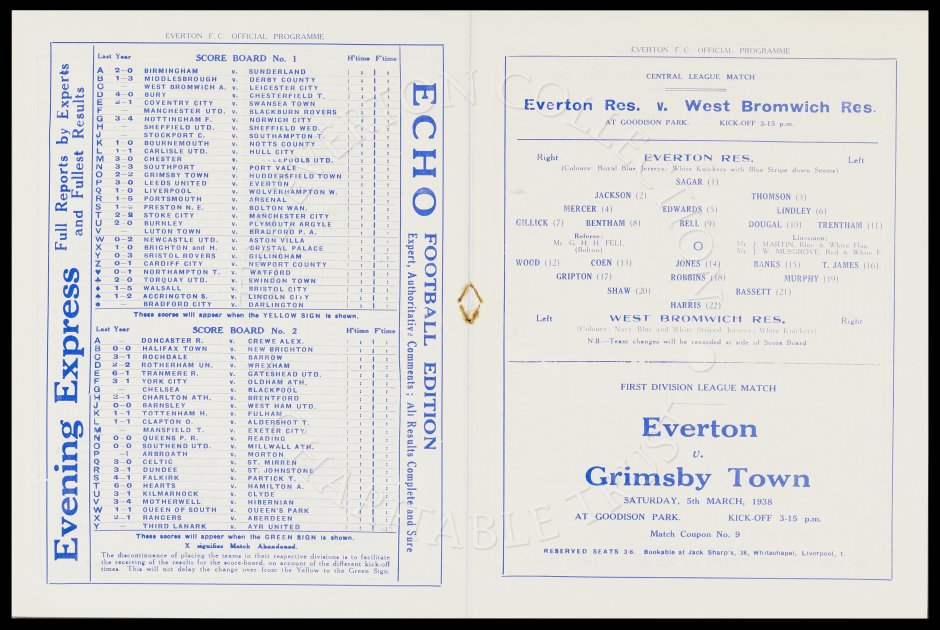 EVERTON F.C. OFFICIAL PROGRAMME
Evening Express
Full Reports by Experts
and Fullest Results
Last Year SCORE BOARD No. 1 H'time F'time
A 2-0 BIRMINGHAM v. SUNDERLAND
B 1-3 MIDDLESBROUGH v. DERBY COUNTY
C WEST BROMWICH A. v. LEICESTER CITY
D 4-0 BURY v. CHESTERFIELD T.
E 2-1 COVENTRY CITY v. SWANSEA TOWN
F — MANCHESTER UTD. v. BLACKBURN ROVERS
G 3-4 NOTTINGHAM F. v. NORWICH CITY
H — SHEFFIELD UTD. v. SHEFFIELD WED.
J — STOCKPORT C. v. SOUTHAMPTON T.
K 1-0 BOURNEMOUTH v. NOTTS COUNTY
L 1-1 CARLISLE UTD. v. HULL CITY
M 3-0 CHESTER v. UTD.
N 3-3 SOUTHPORT v. PORT VALE
O 2-2 GRIMSBY TOWN v. HUDDERSFIELD TOWN
P 3-0 LEEDS UNITED v. EVERTON
Q 1-0 LIVERPOOL v. WOLVERHAMPTON W.
R 1-5 PORTSMOUTH v. ARSENAL
S PRESTON N. E. v. BOLTON WAN.
T 2-2 STOKE CITY v. MANCHESTER CITY
U 2-0 BURNLEY v. PLYMOUTH ARGYLE
V — LUTON TOWN v. BRADFORD P. A.
W 0-2 NEWCASTLE UTD. v. ASTON VILLA
X 1-0 BRIGHTON and H. v. CRYSTAL PALACE
Y 0-3 BRISTOL ROVERS v. GILLINGHAM
Z 0-1 CARDIFF CITY v. NEWPORT COUNTY
♥ 0-1 NORTHAMPTON T. v. WATFORD
♣ 2-0 TORQUAY UTD. v. SWINDON TOWN
♦ 1-5 WALSALL v. BRISTOL CITY
♠ 1-2 ACCRINGTON S. v. LINCOLN CITY
● — BRADFORD CITY v. DARLINGTON
These scores will appear when the YELLOW SIGN is shown.
Last Year SCORE BOARD No. 2 H'time F'time
A — DONCASTER R. v. CREWE ALEX.
B 0-0 HALIFAX TOWN v. NEW BRIGHTON
C 3-1 ROCHDALE v. BARROW
D 2-2 ROTHERHAM UN. v. WREXHAM
E 6-1 TRANMERE R. v. GATESHEAD UTD.
F 3-1 YORK CITY v. OLDHAM ATH.
G — CHELSEA v. BLACKPOOL
H 2-1 CHARLTON ATH. v. BRENTFORD
J 0-0 BARNSLEY v. WEST HAM UTD.
K 1-1 TOTTENHAM H. v. FULHAM
L 1-1 CLAPTON O. v. ALDERSHOT T.
M — MANSFIELD T. v. EXETER CITY
N 0-0 QUEENS P. R. v. READING
O 0-0 SOUTHEND UTD. v. MILLWALL ATH.
P ARBROATH v. MORTON
Q 3-0 CELTIC v. ST. MIRREN
R 3-1 DUNDEE v. ST. JOHNSTONE
S 4-1 FALKIRK v. PARTICK T.
T 6-0 HEARTS v. HAMILTON A.
U 3-1 KILMARNOCK v. CLYDE
V 3-4 MOTHERWELL v. HIBERNIAN
W 1-1 QUEEN OF SOUTH v. QUEEN'S PARK
X 2-1 RANGERS v. ABERDEEN
Y — THIRD LANARK v. AYR UNITED
These scores will appear when the GREEN SIGN is shown.
X signifies Match Abandoned.
The discontinuance of placing the teams in their respective divisions is to facilitate
the receiving of the results for the score-board, on account of the different kick-off
times. This will not delay the change over from the Yellow to the Green Sign.
ECHO FOOTBALL EDITION
Expert, Authoritative Comments ; All Results Complete and Sure
EVERTON F.C. OFFICIAL PROGRAMME
CENTRAL LEAGUE MATCH
Everton Res. v. West Bromwich Res.
AT GOODISON PARK. KICK-OFF 3-15 p.m.
Right EVERTON RES. Left
(Colours: Royal Blue Jerseys; White Knickers with Blue Stripe down Seams)
SAGAR (1)
JACKSON (2) THOMSON (3)
MERCER (4) EDWARDS (5) LINDLEY (6)
GILLICK (7) BENTHAM (8) BELL (9) DOUGAL (10) TRENTHAM (11)
Referee: Linesmen:
Mr. G. H. H. FELL Mr. J. MARTIN, Blue & White Flag
(Bolton) O Mr. J. W. MUSGROVE, Red & White F.
WOOD (12) COEN (13) JONES (14) BANKS (15) T. JAMES (16)
GRIPTON (17) ROBBINS (18) MURPHY (19)
SHAW (20) BASSETT (21)
HARRIS (22)
Left WEST BROMWICH RES. Right
(Colours: Navy Blue and White Striped Jerseys; White Knickers)
N.B.—Team changes will be recorded at side of Score Board
FIRST DIVISION LEAGUE MATCH
Everton
v.
Grimsby Town
SATURDAY, 5th MARCH, 1938
AT GOODISON PARK. KICK-OFF 3-15 p.m.
Match Coupon No. 9
RESERVED SEATS 3/6. Bookable at Jack Sharp's, 38, Whitechapel, Liverpool, 1.